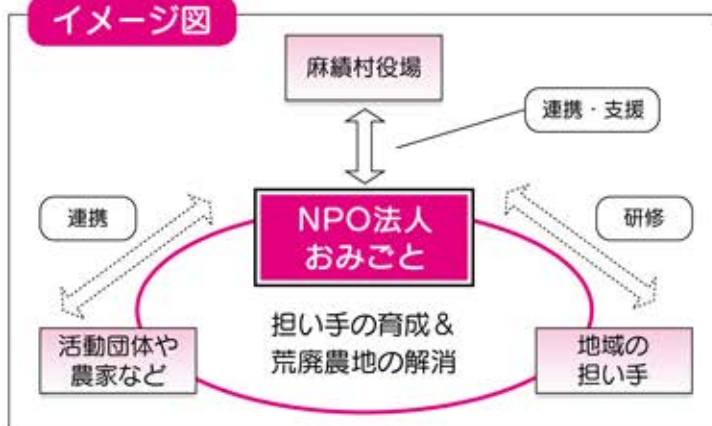 イメージ図
麻績村役場
連携・支援
連携
NPO法人
おみごと
研修
担い手の育成&
荒廃農地の解消
活動団体や
農家など
地域の
担い手